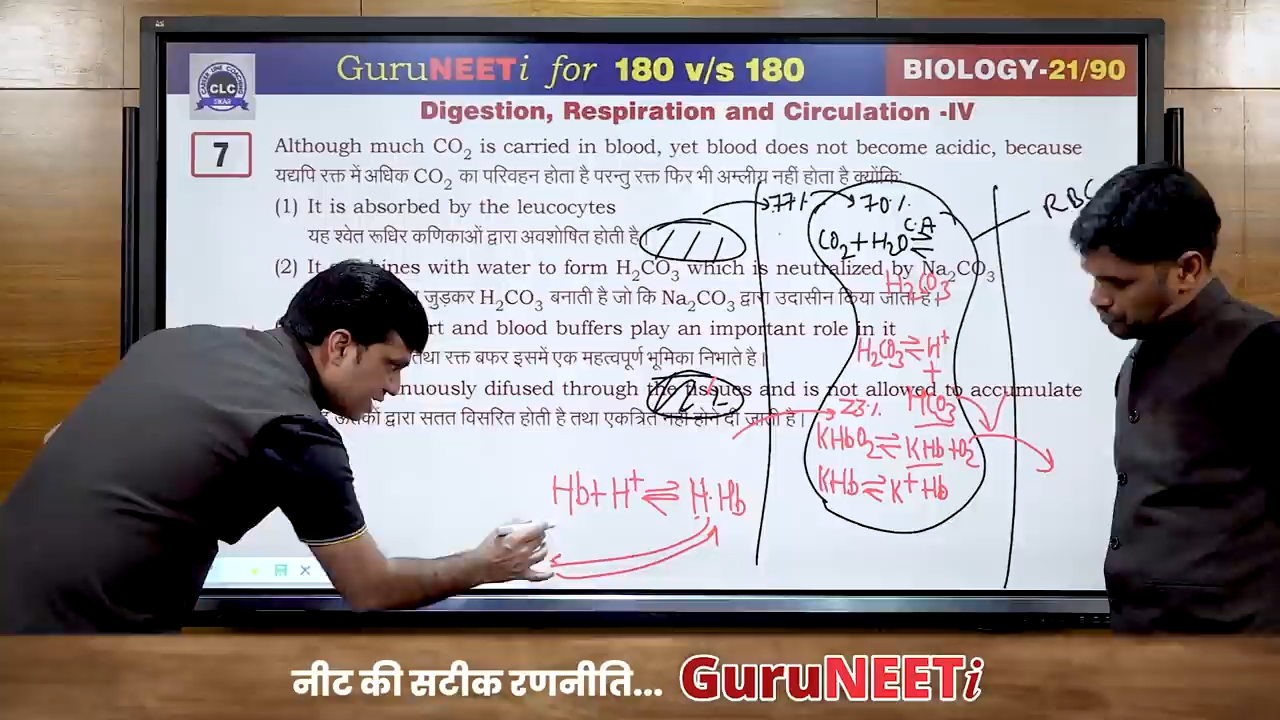 GuruNEETi for 180 v/s 180
BIOLOGY-21/90
CAREER LINE COACHING
CLC
SIKAR
Digestion, Respiration and Circulation -IV
7
Although much CO2 is carried in blood, yet blood does not become acidic, because
यद्यपि रक्त में अधिक CO2 का परिवहन होता है परन्तु रक्त फिर भी अम्लीय नहीं होता है क्योंकि:
(1) It is absorbed by the leucocytes
यह श्वेत रूधिर कणिकाओं द्वारा अवशोषित होती है।
(2) It with water to form H2CO3 which is neutralized by Na2CO3
जुड़कर H2CO3 बनाती है जो कि Na2CO3 द्वारा उदासीन किया जाता है।
and blood buffers play an important role in it
तथा रक्त बफर इसमें एक महत्वपूर्ण भूमिका निभाते है।
difused through the tissues and is not allowed to accumulate
द्वारा सतत विसरित होती है तथा एकत्रित नहीं होने दी जाती है।
77% 70%
RBC
C.A
CO2+H2O⇌
H2CO3
H2CO3⇌H+
+
HCO3
23%
KHbO2⇌KHb+O2
KHb⇌K+Hb
Hb+H+⇌H.Hb
नीट की सटीक रणनीति... GuruNEETi